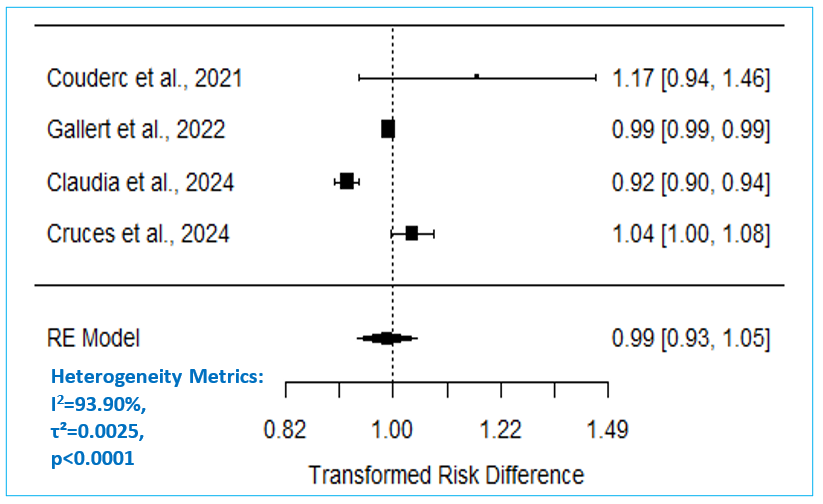 Couderc et al., 2021 1.17 [0.94, 1.46]
Gallert et al., 2022 0.99 [0.99, 0.99]
Claudia et al., 2024 0.92 [0.90, 0.94]
Cruces et al., 2024 1.04 [1.00, 1.08]
RE Model 0.99 [0.93, 1.05]
Heterogeneity Metrics:
I²=93.90%,
τ²=0.0025,
p<0.0001
0.82 1.00 1.22 1.49
Transformed Risk Difference